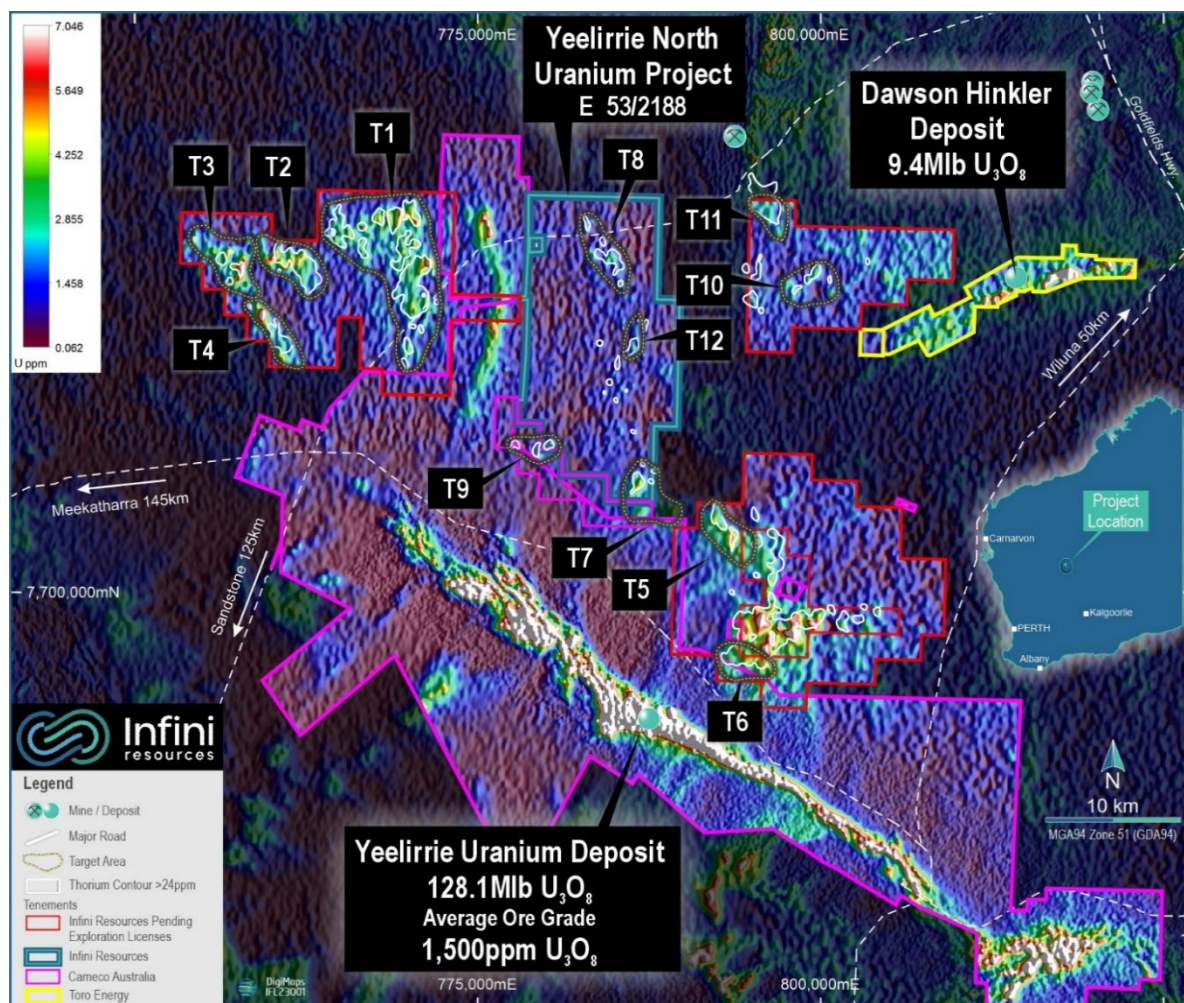 7.046
5.649
4.252
2.855
1.458
0.062
U ppm
775,000mE
800,000mE
Yeelirrie North
Uranium Project
E 53/2188
Dawson Hinkler
Deposit
9.4Mlb U₃O₈
Goldfields Hwy
T1
T2
T3
T4
T8
T11
T10
T12
T9
T7
T5
T6
Wiluna 50km
Meekatharra 145km
Sandstone 125km
7,700,000mN
Project
Location
Carnarvon
Kalgoorlie
PERTH
Albany
N
10 km
MGA94 Zone 51 (GDA94)
Yeelirrie Uranium Deposit
128.1Mlb U₃O₈
Average Ore Grade
1,500ppm U₃O₈
Infini
resources
Legend
Mine / Deposit
Major Road
Target Area
Thorium Contour >24ppm
Tenements
Infini Resources Pending
Exploration Licenses
Infini Resources
Cameco Australia
Toro Energy
DigiMaps
IFL23001
775,000mE
800,000mE